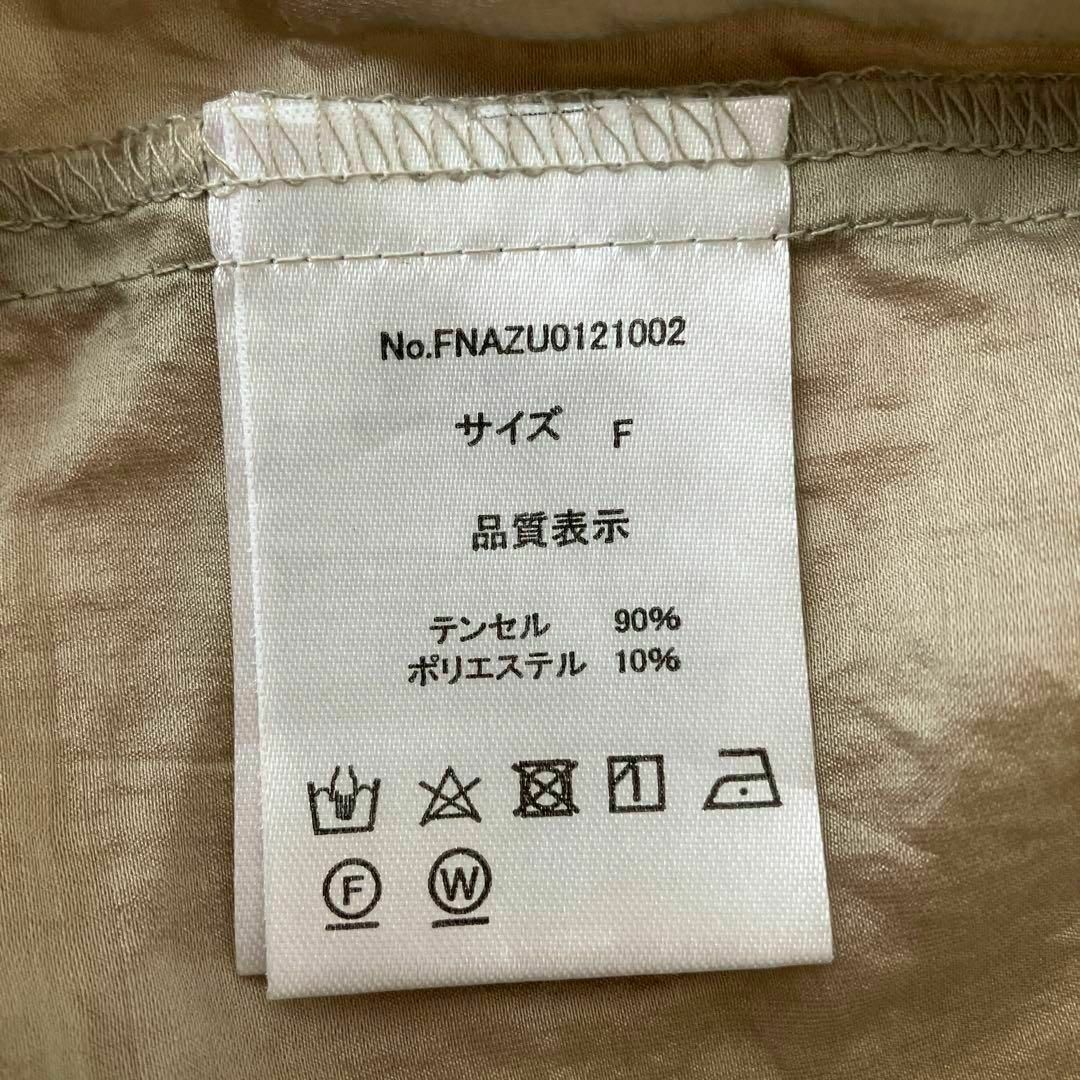 No.FNAZU0121002
サイズ F
品質表示
テンセル 90%
ポリエステル 10%
F W